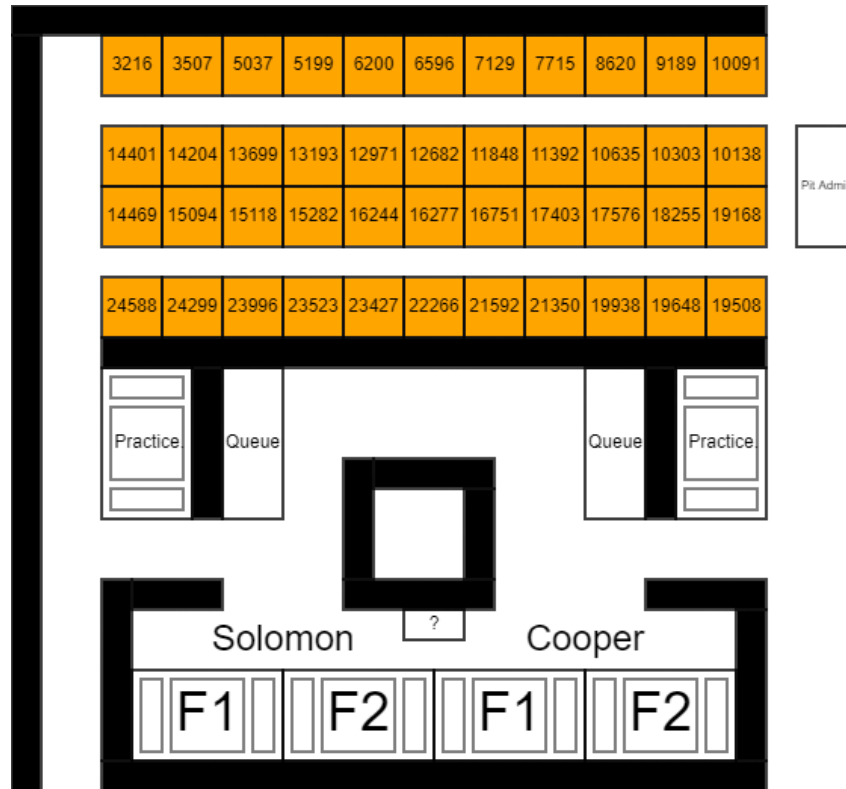 3216 3507 5037 5199 6200 6596 7129 7715 8620 9189 10091
14401 14204 13699 13193 12971 12682 11848 11392 10635 10303 10138
Pit Admi
14469 15094 15118 15282 16244 16277 16751 17403 17576 18255 19168
24588 24299 23996 23523 23427 22266 21592 21350 19938 19648 19508
Practice. Queue Queue Practice.
?
Solomon Cooper
F1 F2 F1 F2